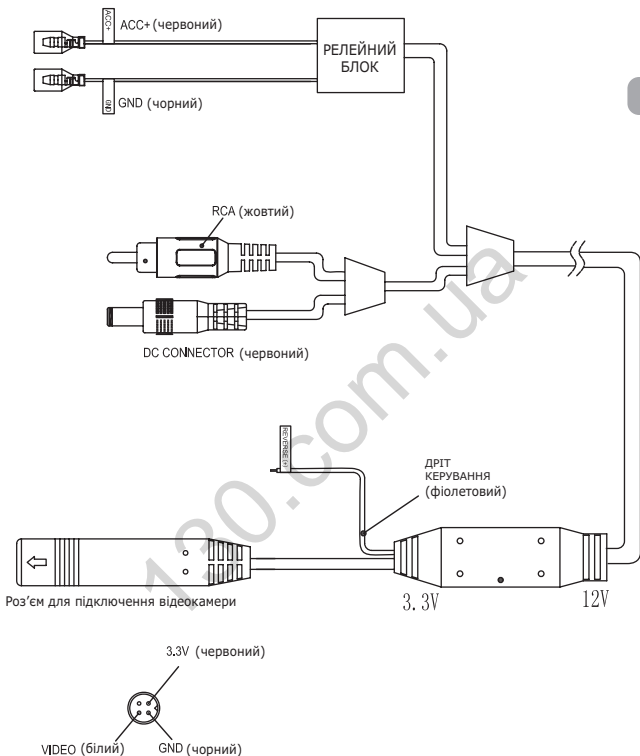 ACC+
ACC+ (червоний)
РЕЛЕЙНИЙ
БЛОК
GND
GND (чорний)
RCA (жовтий)
DC CONNECTOR (червоний)
130.com.ua
REVERSE(+)
ДРІТ
КЕРУВАННЯ
(фіолетовий)
Роз’єм для підключення відеокамери
3.3V
12V
3.3V (червоний)
VIDEO (білий)
GND (чорний)